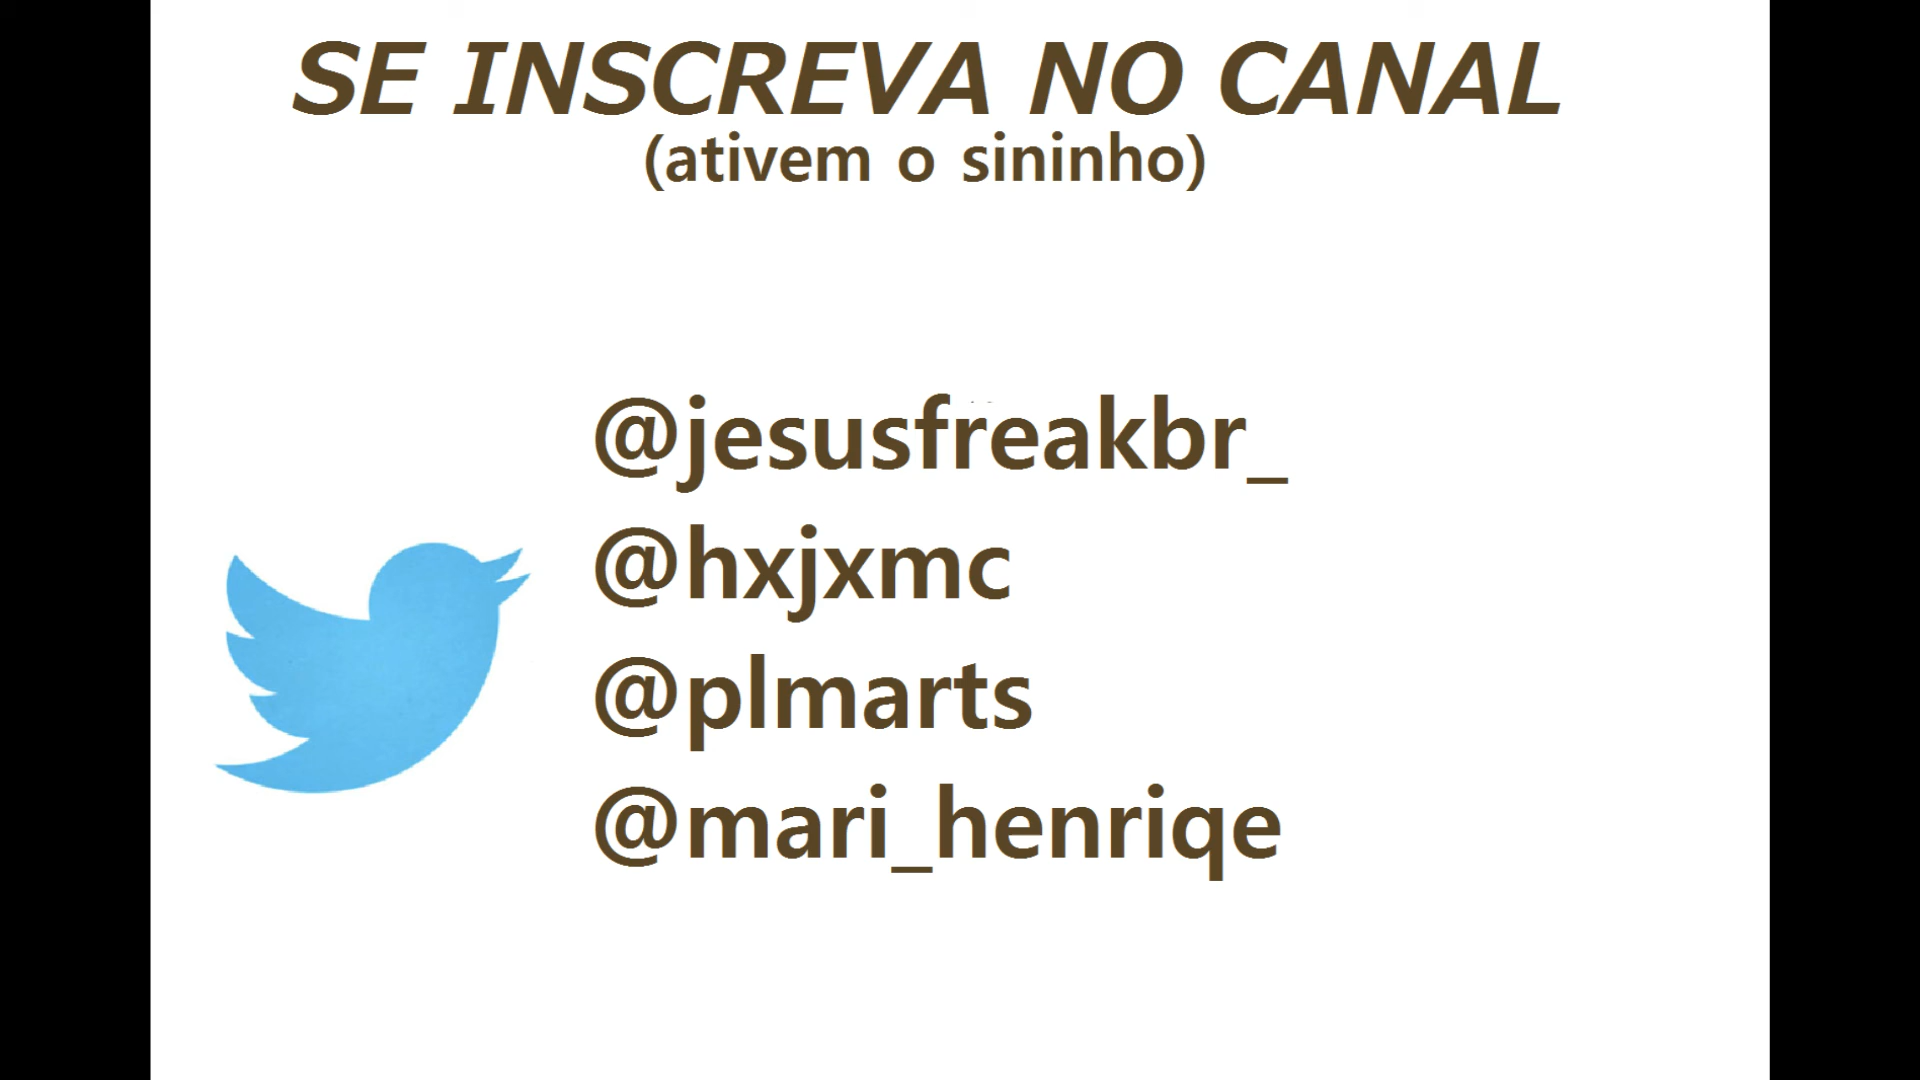 SE INSCREVA NO CANAL
(ativem o sininho)
@jesusfreakbr_
@hxjxmc
@plmarts
@mari_henriqe